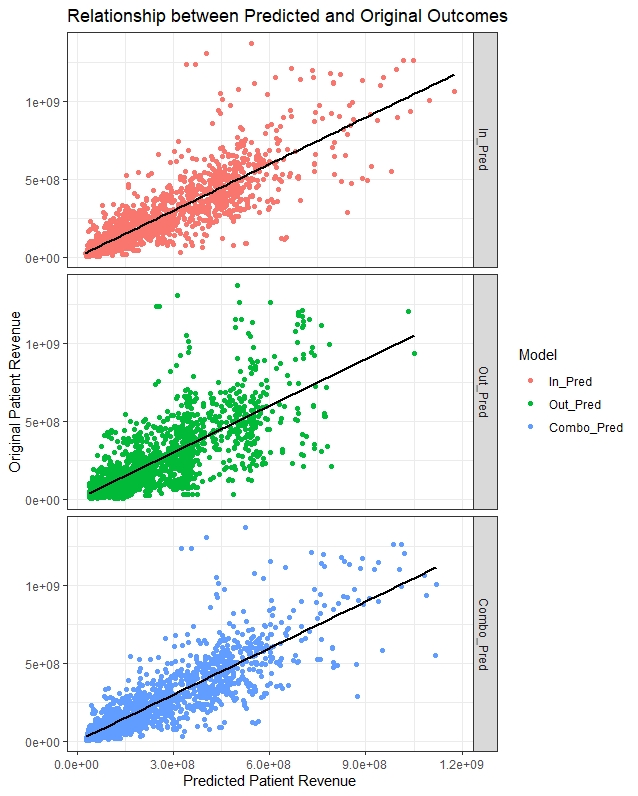 Relationship between Predicted and Original Outcomes
1e+09
5e+08
0e+00
In_Pred
1e+09
5e+08
0e+00
Out_Pred
1e+09
5e+08
0e+00
Combo_Pred
Original Patient Revenue
0.0e+00 3.0e+08 6.0e+08 9.0e+08 1.2e+09
Predicted Patient Revenue
Model
In_Pred
Out_Pred
Combo_Pred